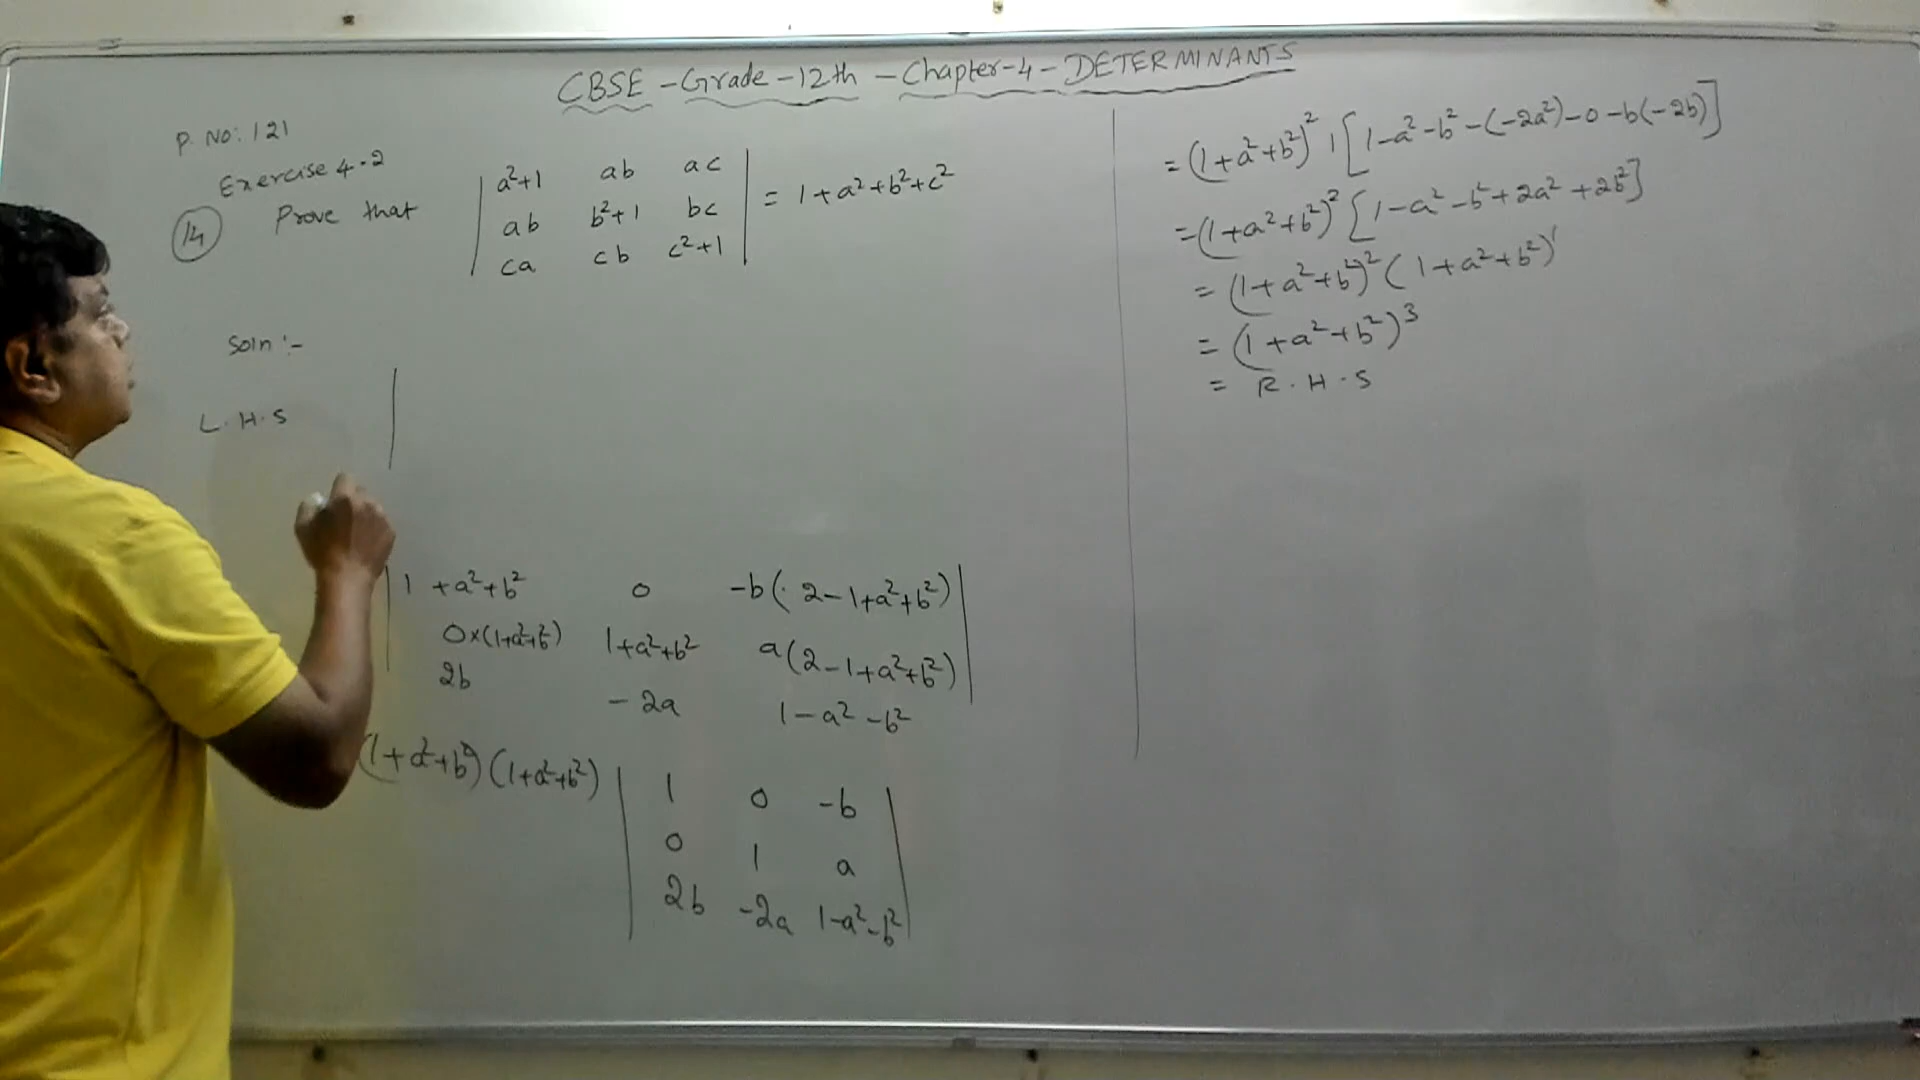 CBSE - Grade - 12th - Chapter-4 - DETERMINANTS
P. No: 121
Exercise 4.2
14 Prove that
| a²+1 ab ac |
| ab b²+1 bc | = 1+a²+b²+c²
| ca cb c²+1 |
Soln :-
L.H.S |
| 1 +a²+b² 0 -b( 2-1+a²+b²) |
| 0×(1+a²+b²) 1+a²+b² a(2-1+a²+b²) |
| 2b -2a 1-a²-b² |
(1+a²+b²)(1+a²+b²) | 1 0 -b |
| 0 1 a |
| 2b -2a 1-a²-b² |
= (1+a²+b²)² 1[1-a²-b²-(-2a²)-0-b(-2b)]
=(1+a²+b²)² [1-a²-b²+2a²+2b²]
= (1+a²+b²)² (1+a²+b²)'
= (1+a²+b²)³
= R.H.S